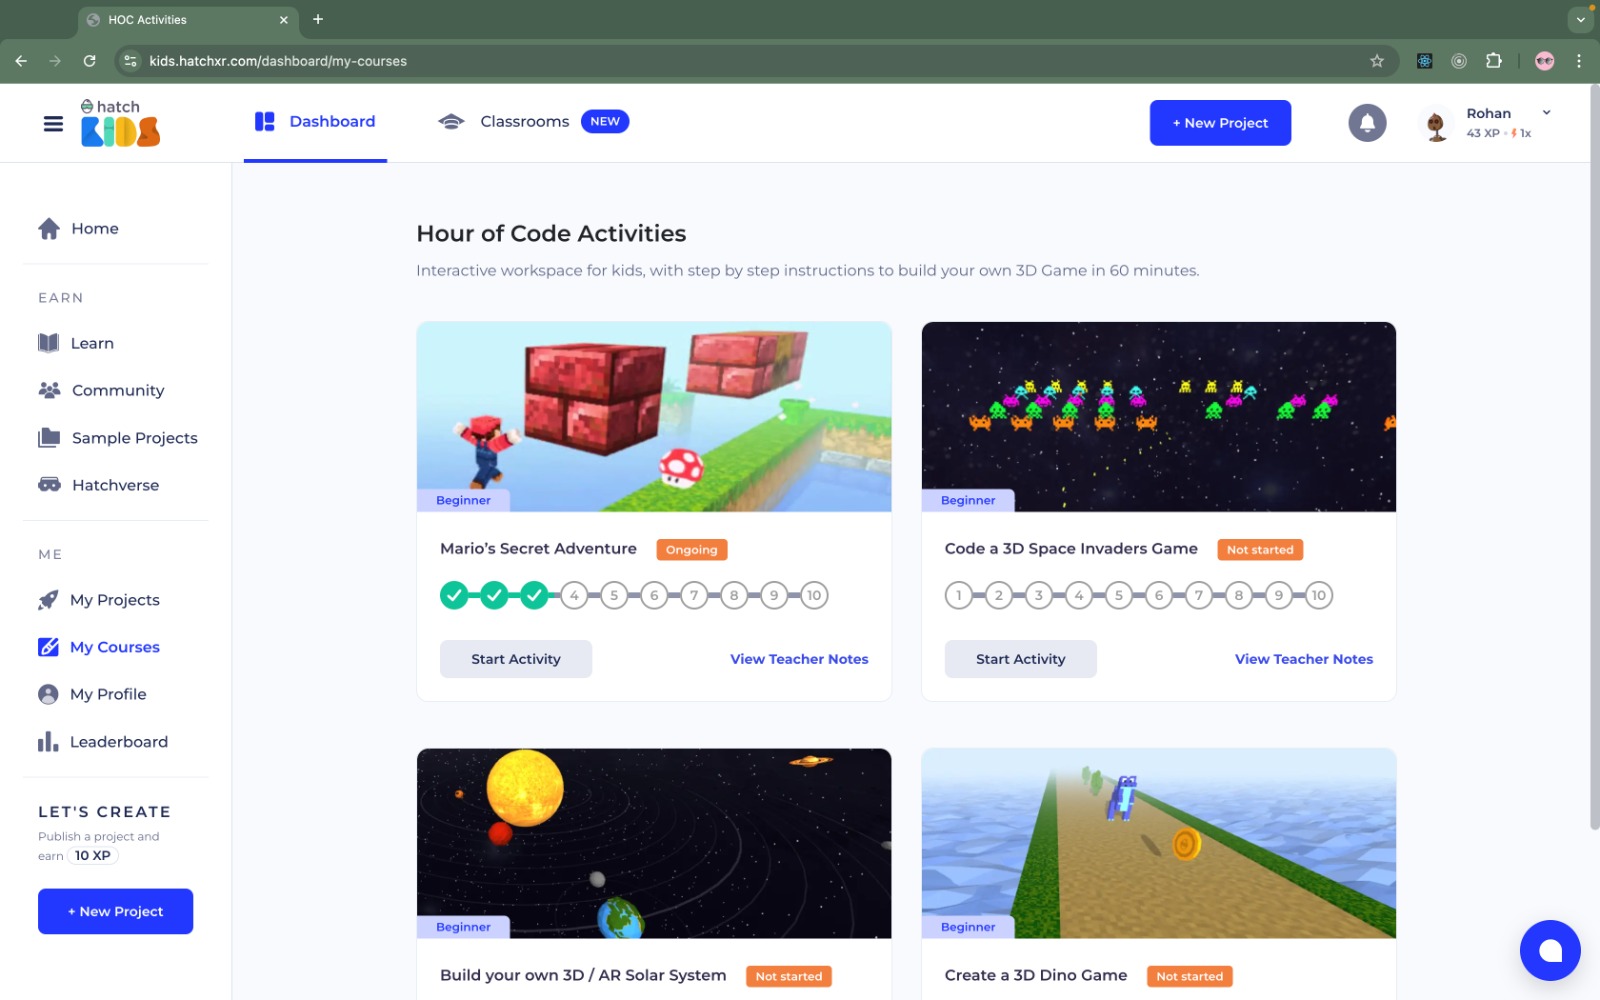 HOC Activities
kids.hatchxr.com/dashboard/my-courses
hatch
KIDS
Dashboard
Classrooms NEW
+ New Project
Rohan
43 XP • 1x
Home
EARN
Learn
Community
Sample Projects
Hatchverse
ME
My Projects
My Courses
My Profile
Leaderboard
LET'S CREATE
Publish a project and
earn 10 XP
+ New Project
Hour of Code Activities
Interactive workspace for kids, with step by step instructions to build your own 3D Game in 60 minutes.
Beginner
Mario’s Secret Adventure Ongoing
4 5 6 7 8 9 10
Start Activity View Teacher Notes
Beginner
Code a 3D Space Invaders Game Not started
1 2 3 4 5 6 7 8 9 10
Start Activity View Teacher Notes
Beginner
Build your own 3D / AR Solar System Not started
Beginner
Create a 3D Dino Game Not started